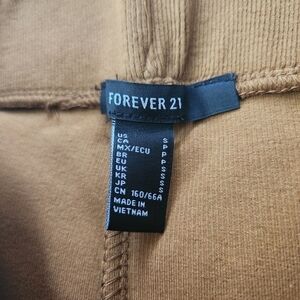 FOREVER 21
US S
CA S
MX/ECU P
BR P
EU S
UK S
KR S
JP S
CN 160/66A
MADE IN
VIETNAM